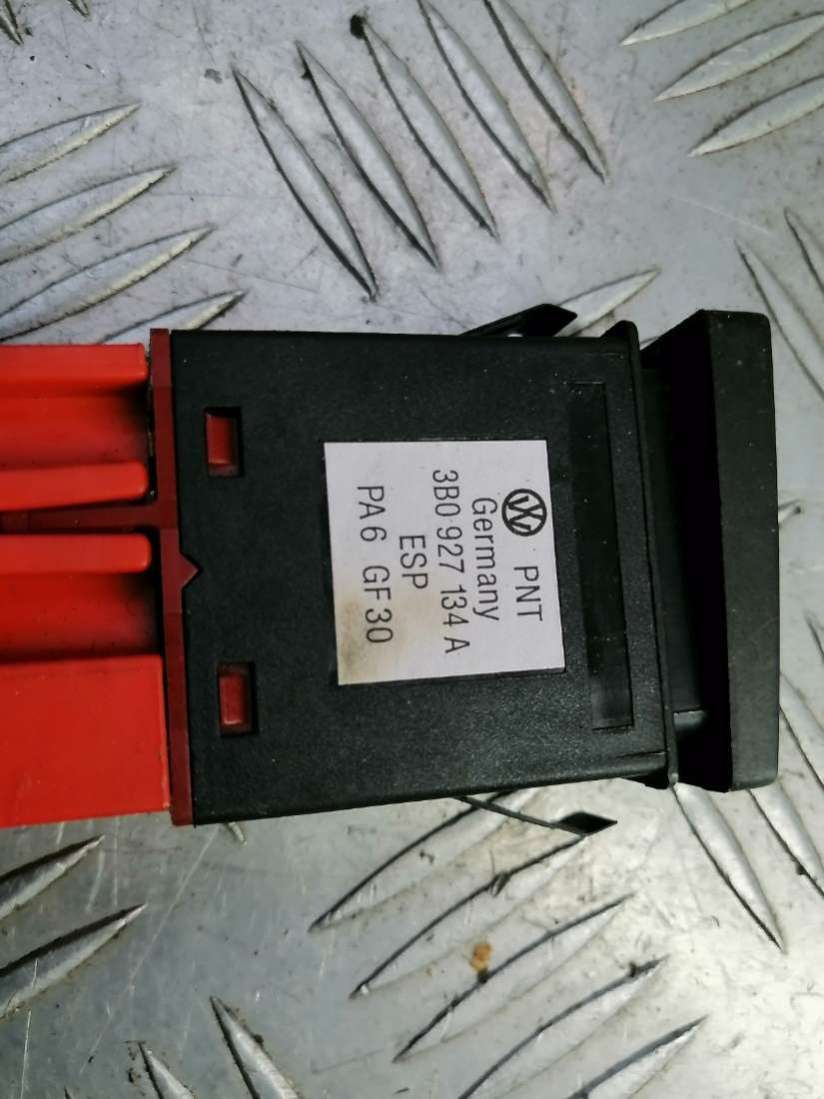 PNT
Germany
3B0 927 134 A
ESP
PA6 GF30